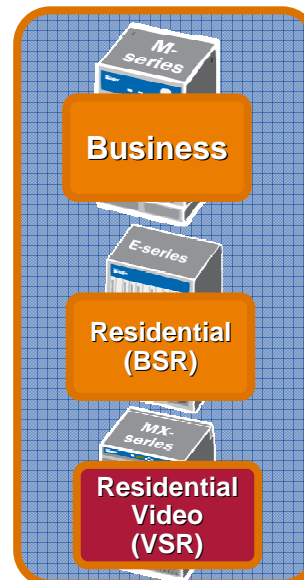 M-
series
Business
E-series
Residential
(BSR)
MX-
series
Residential
Video
(VSR)